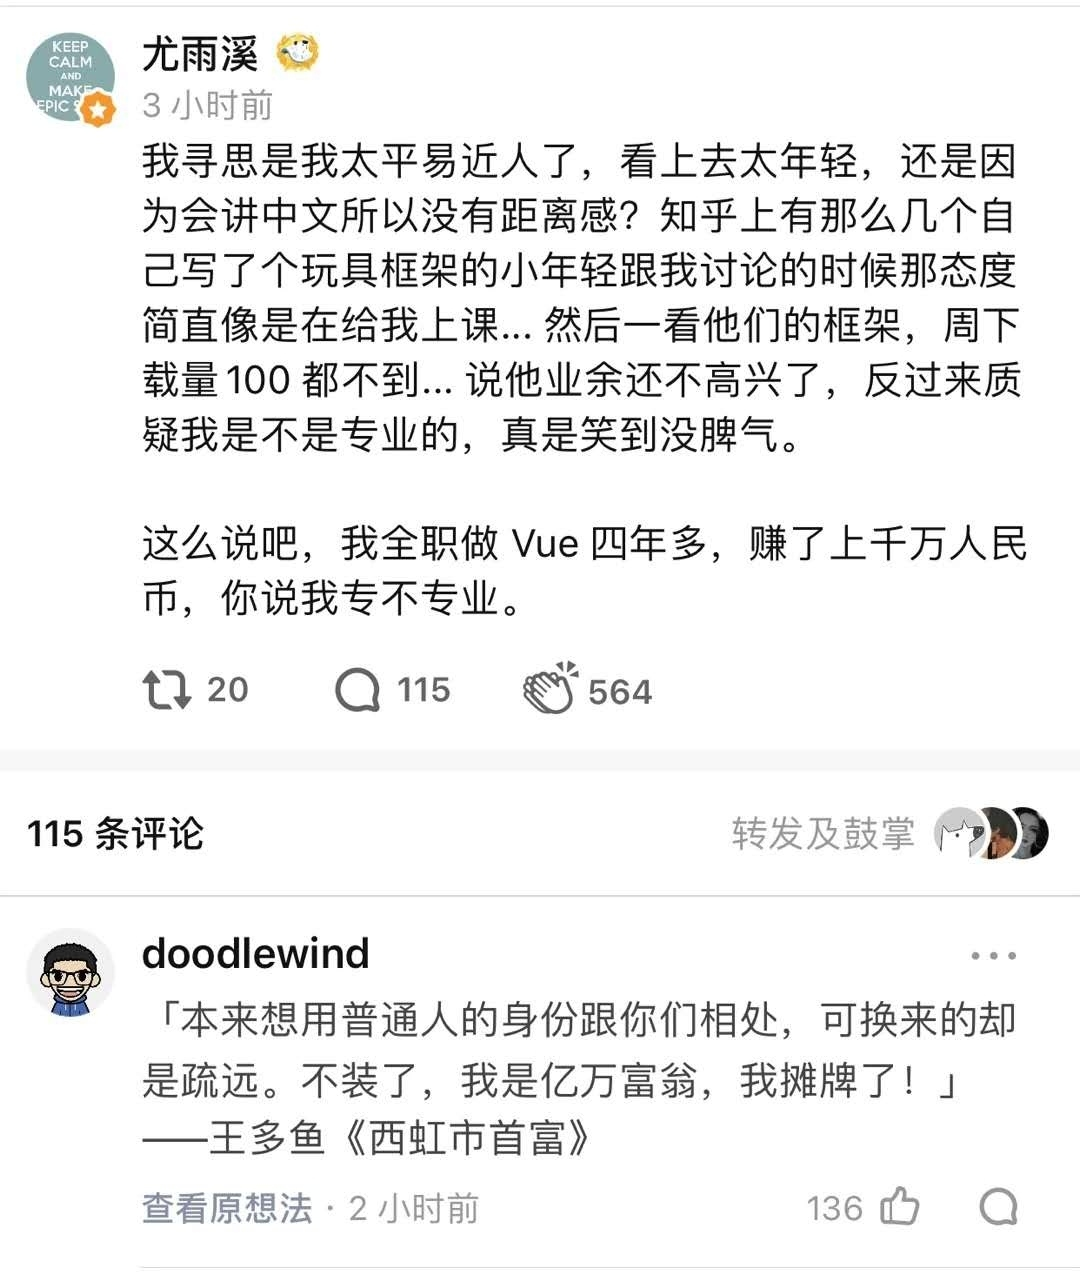 KEEP
CALM
AND
MAKE
EPIC
尤雨溪
3 小时前
我寻思是我太平易近人了，看上去太年轻，还是因
为会讲中文所以没有距离感？知乎上有那么几个自
己写了个玩具框架的小年轻跟我讨论的时候那态度
简直像是在给我上课... 然后一看他们的框架，周下
载量 100 都不到... 说他业余还不高兴了，反过来质
疑我是不是专业的，真是笑到没脾气。
这么说吧，我全职做 Vue 四年多，赚了上千万人民
币，你说我专不专业。
20 115 564
115 条评论 转发及鼓掌
doodlewind
「本来想用普通人的身份跟你们相处，可换来的却
是疏远。不装了，我是亿万富翁，我摊牌了！」
——王多鱼《西虹市首富》
查看原想法 · 2 小时前 136